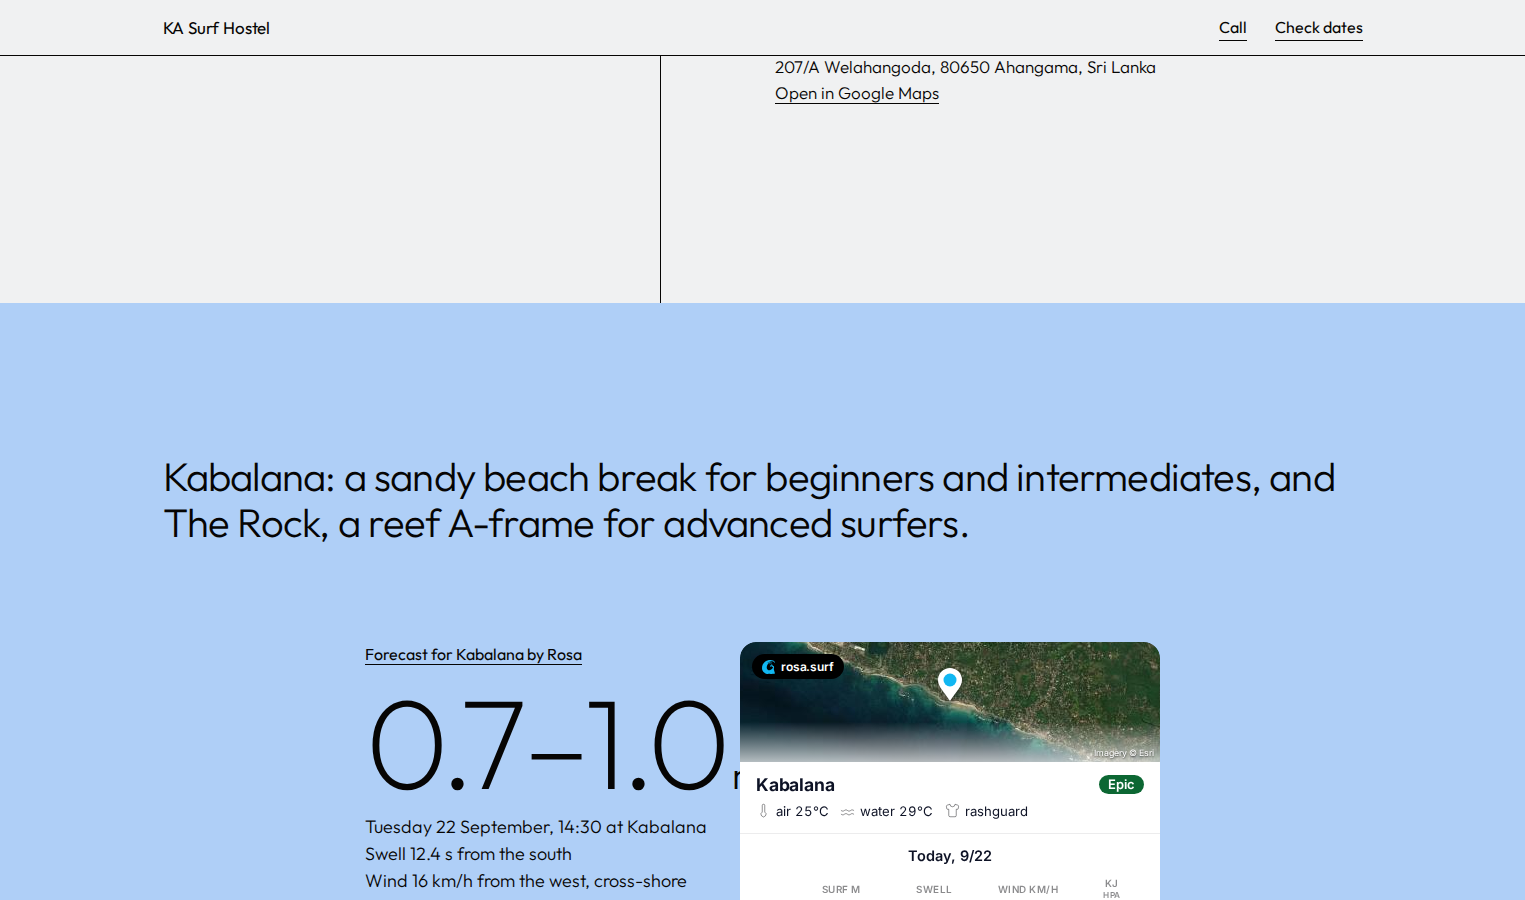 KA Surf Hostel
Call
Check dates
207/A Welahangoda, 80650 Ahangama, Sri Lanka
Open in Google Maps
Kabalana: a sandy beach break for beginners and intermediates, and
The Rock, a reef A-frame for advanced surfers.
Forecast for Kabalana by Rosa
0.7–1.0
Tuesday 22 September, 14:30 at Kabalana
Swell 12.4 s from the south
Wind 16 km/h from the west, cross-shore
rosa.surf
Imagery © Esri
Kabalana
Epic
air 25°C water 29°C rashguard
Today, 9/22
SURF M SWELL WIND KM/H KJ
HPA